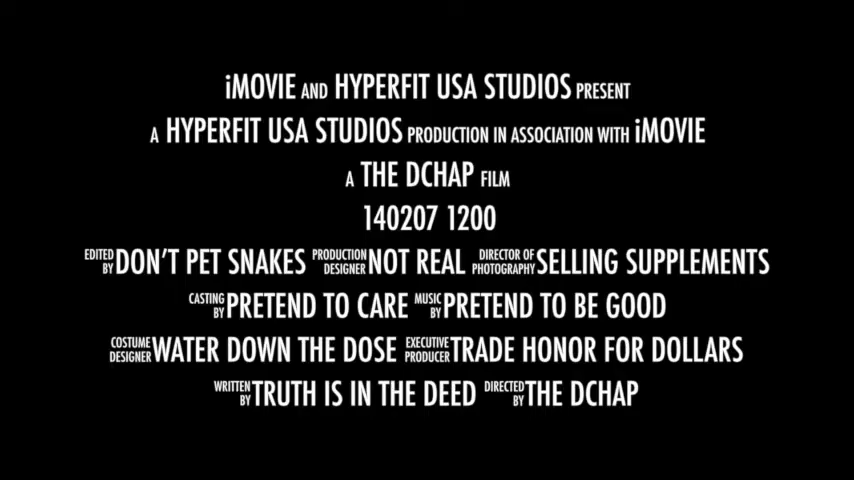 iMOVIE AND HYPERFIT USA STUDIOS PRESENT
A HYPERFIT USA STUDIOS PRODUCTION IN ASSOCIATION WITH iMOVIE
A THE DCHAP FILM
140207 1200
EDITED BY DON'T PET SNAKES PRODUCTION DESIGNER NOT REAL DIRECTOR OF PHOTOGRAPHY SELLING SUPPLEMENTS
CASTING BY PRETEND TO CARE MUSIC BY PRETEND TO BE GOOD
COSTUME DESIGNER WATER DOWN THE DOSE EXECUTIVE PRODUCER TRADE HONOR FOR DOLLARS
WRITTEN BY TRUTH IS IN THE DEED DIRECTED BY THE DCHAP